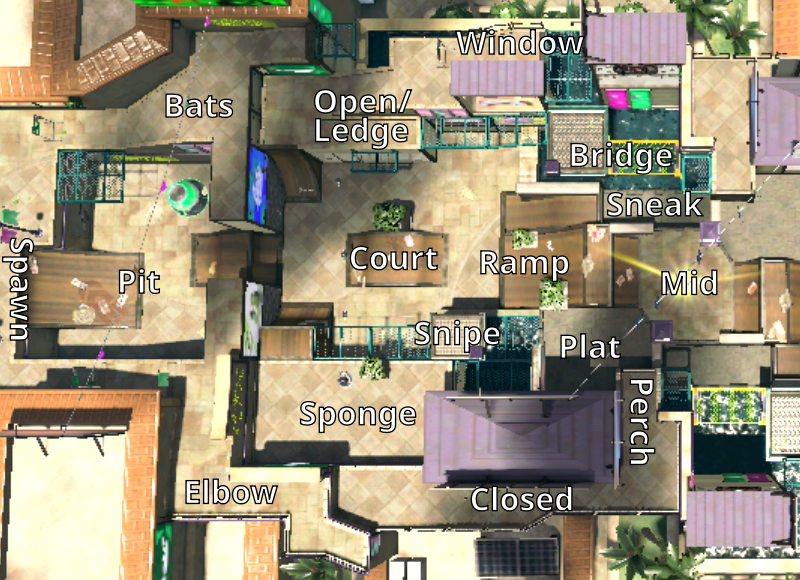 Window
Bats
Open/
Ledge
Bridge
Sneak
Spawn
Pit
Court
Ramp
Mid
Snipe
Plat
Sponge
Perch
Elbow
Closed